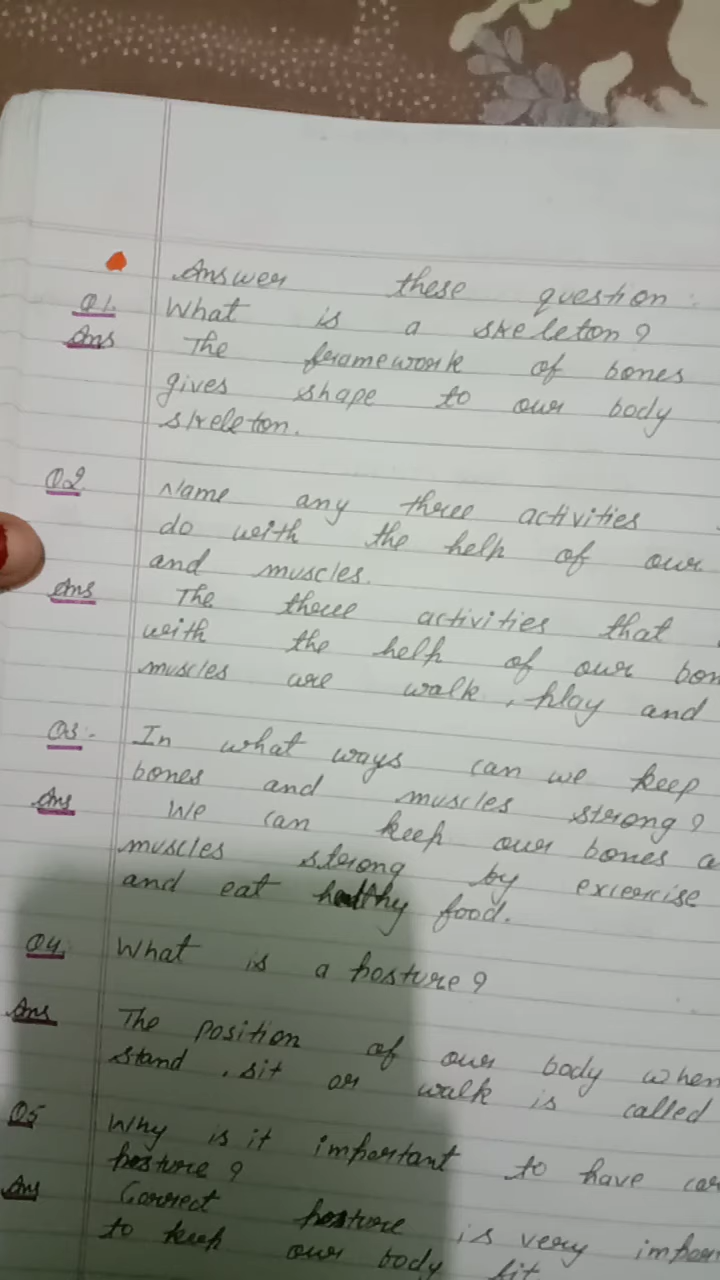 Answer these question:
Q1. What is a skeleton?
Ans The framework of bones
gives shape to our body
skeleton.
Q2 Name any three activities
do with the help of our
and muscles.
Ans The three activities that
with the help of our bon
muscles are walk, play and
Q3:- In what ways can we keep
bones and muscles strong?
Ans We can keep our bones a
muscles strong by excercise
and eat healthy food.
Q4. What is a posture?
Ans The position of our body when
stand, sit or walk is called
Q5 Why is it important to have cor
posture?
Ans Correct posture is very impor
to keep our body fit